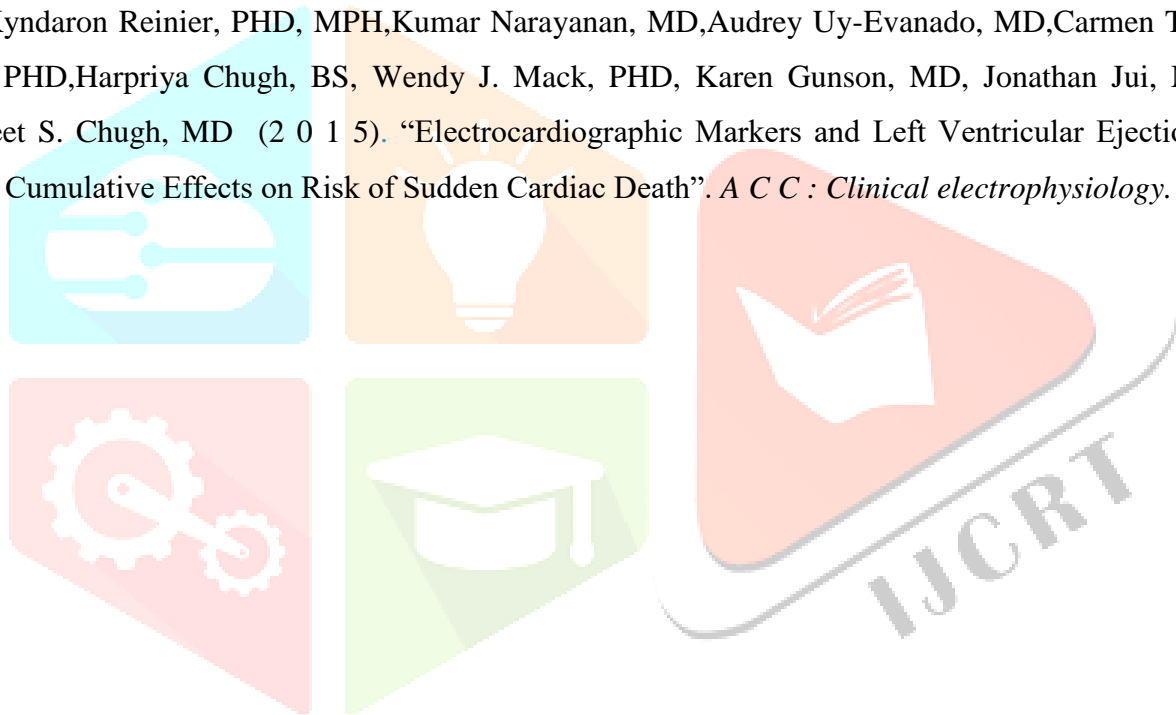 Kyndaron Reinier, PHD, MPH,Kumar Narayanan, MD,Audrey Uy-Evanado, MD,Carmen T
PHD,Harpriya Chugh, BS, Wendy J. Mack, PHD, Karen Gunson, MD, Jonathan Jui,
eet S. Chugh, MD (2 0 1 5). “Electrocardiographic Markers and Left Ventricular Ejectio
Cumulative Effects on Risk of Sudden Cardiac Death”. A C C : Clinical electrophysiology.
IJCRT